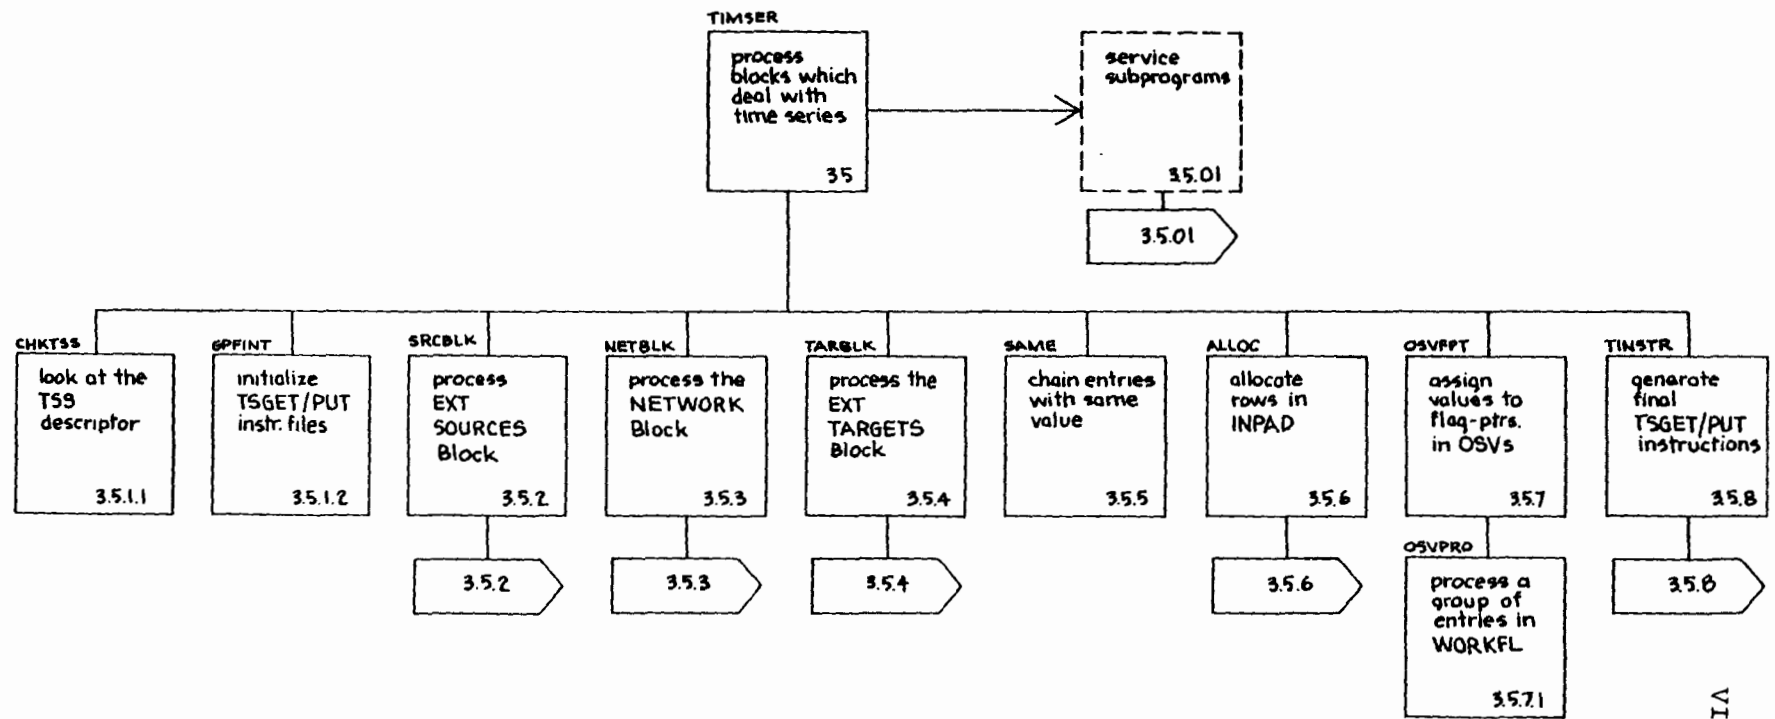 TIMSER
process
blocks which
deal with
time series
3.5
service
subprograms
3.5.01
3.5.01
CHKTSS
look at the
TSS
descriptor
3.5.1.1
GPFINT
initialize
TSGET/PUT
instr. files
3.5.1.2
SRCBLK
process
EXT
SOURCES
Block
3.5.2
3.5.2
NETBLK
process the
NETWORK
Block
3.5.3
3.5.3
TARBLK
process the
EXT
TARGETS
Block
3.5.4
3.5.4
SAME
chain entries
with same
value
3.5.5
ALLOC
allocate
rows in
INPAD
3.5.6
3.5.6
OSVFPT
assign
values to
flag-ptrs.
in OSVs
3.5.7
OSVPRO
process a
group of
entries in
WORKFL
3.5.7.1
TINSTR
generate
final
TSGET/PUT
instructions
3.5.8
3.5.8
VI